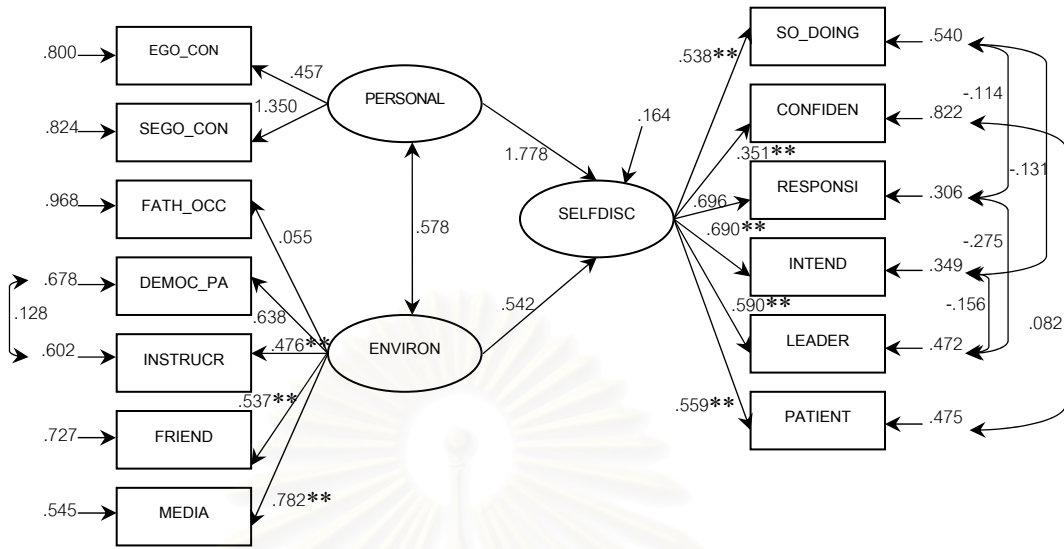 .800
EGO_CON
.457
.824
SEGO_CON
1.350
PERSONAL
.968
FATH_OCC
.055
.678
DEMOC_PA
.638
.128
.602
INSTRUCR
.476**
ENVIRON
.727
FRIEND
.537**
.545
MEDIA
.782**
.578
1.778
.542
.164
SELFDISC
SO_DOING
.540
.538**
-.114
CONFIDEN
.822
.351**
-.131
RESPONSI
.306
.696
.690**
-.275
INTEND
.349
.590**
-.156
LEADER
.472
.082
.559**
PATIENT
.475